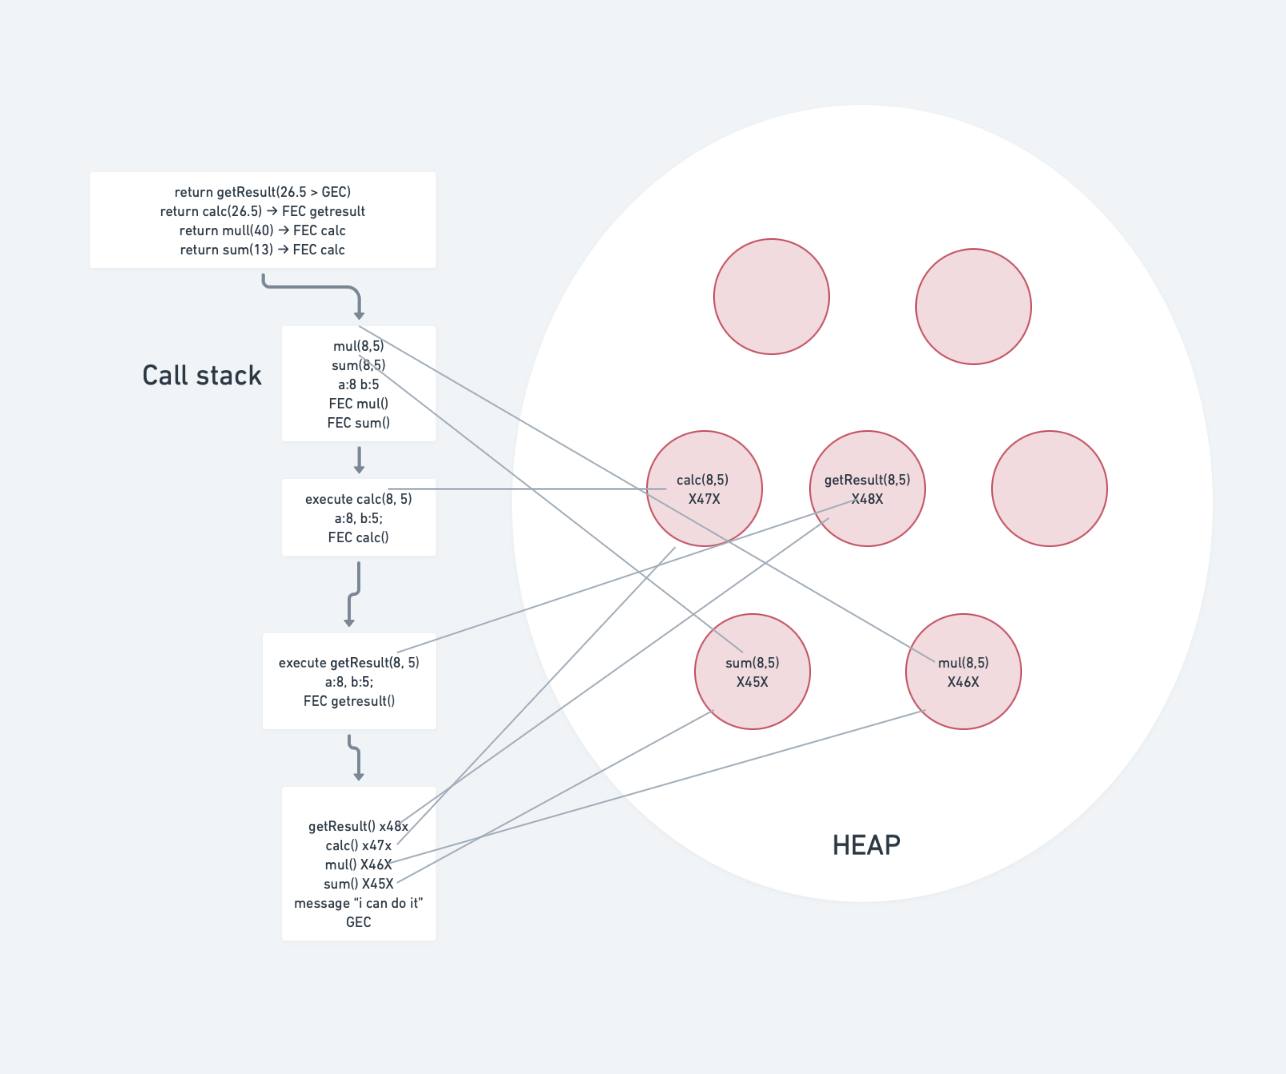 return getResult(26.5 > GEC)
return calc(26.5) → FEC getresult
return mull(40) → FEC calc
return sum(13) → FEC calc
Call stack
mul(8,5)
sum(8,5)
a:8 b:5
FEC mul()
FEC sum()
execute calc(8, 5)
a:8, b:5;
FEC calc()
execute getResult(8, 5)
a:8, b:5;
FEC getresult()
getResult() x48x
calc() x47x
mul() X46X
sum() X45X
message “i can do it”
GEC
calc(8,5)
X47X
getResult(8,5)
X48X
sum(8,5)
X45X
mul(8,5)
X46X
HEAP